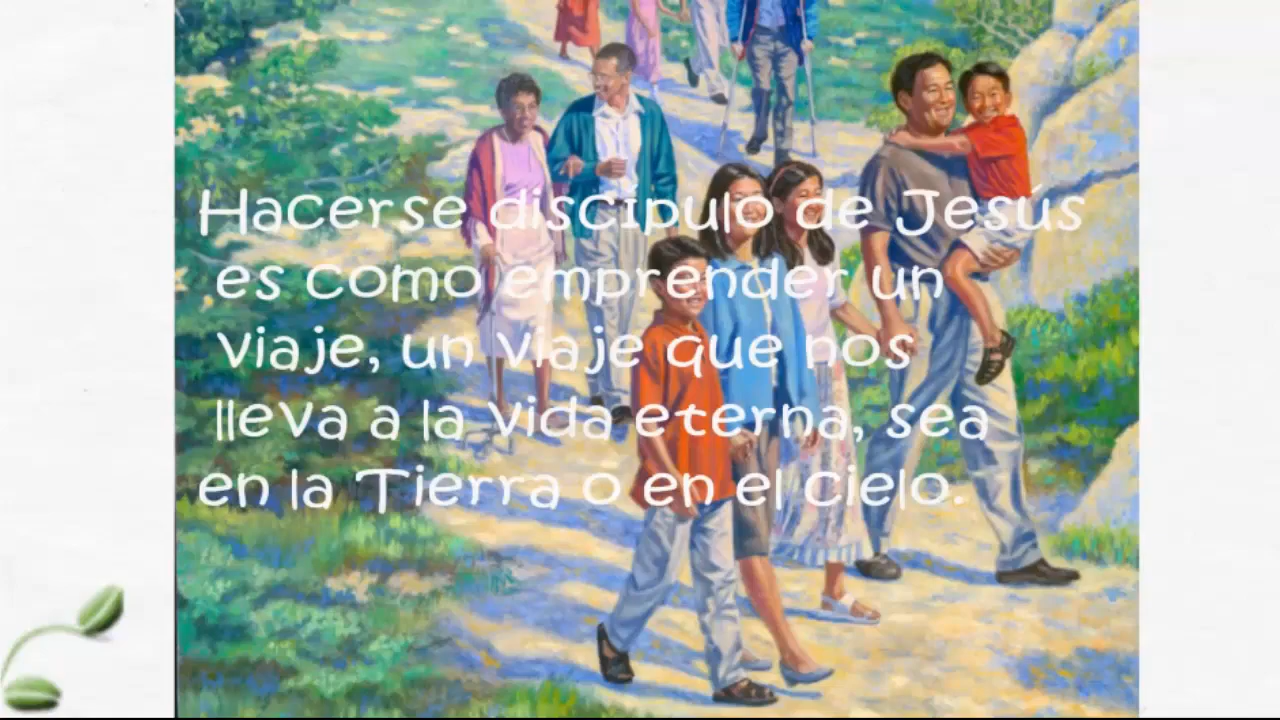 Hacerse discípulo de Jesús
es como emprender un
viaje, un viaje que nos
lleva a la vida eterna, sea
en la Tierra o en el cielo.